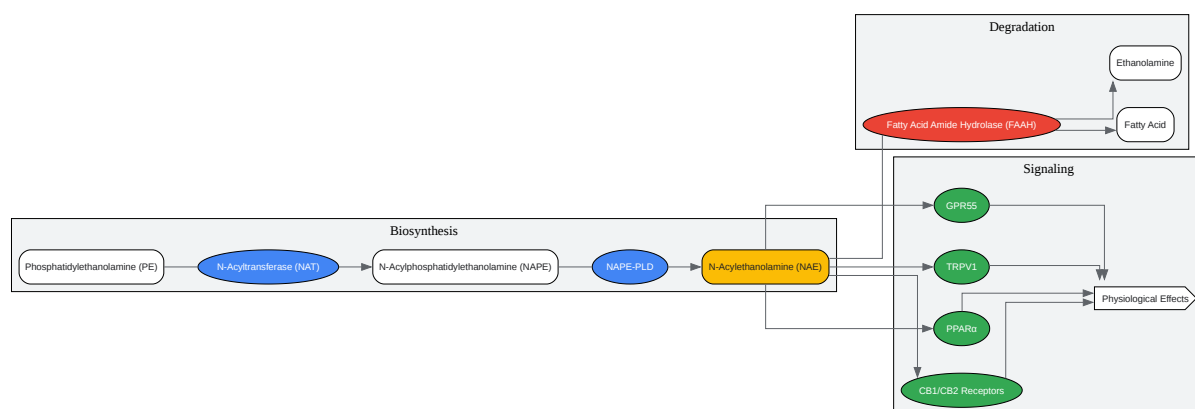 Degradation
Ethanolamine
Fatty Acid Amide Hydrolase (FAAH)
Fatty Acid
Signaling
GPR55
Biosynthesis
Phosphatidylethanolamine (PE)
N-Acyltransferase (NAT)
N-Acylphosphatidylethanolamine (NAPE)
NAPE-PLD
N-Acylethanolamine (NAE)
TRPV1
Physiological Effects
PPARα
CB1/CB2 Receptors